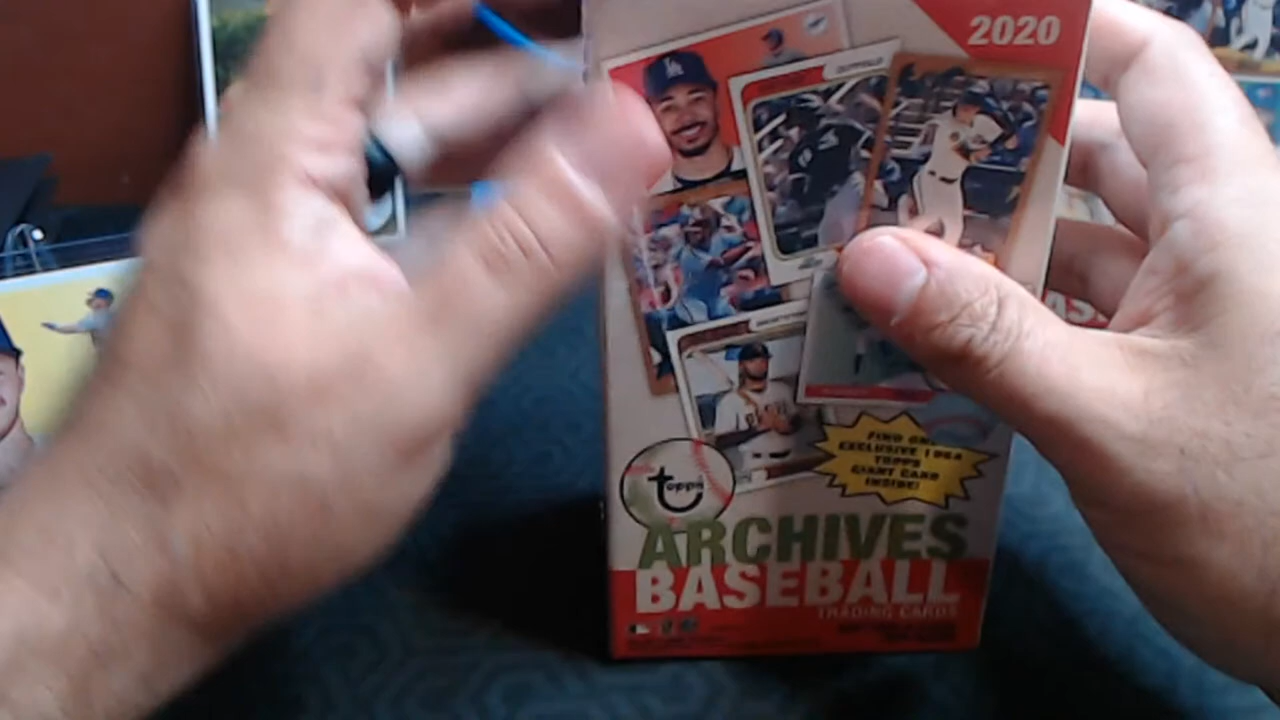 2020
FIND ONE
EXCLUSIVE 1964
TOPPS
GIANT CARD
INSIDE!
topps
ARCHIVES
BASEBALL
TRADING CARDS